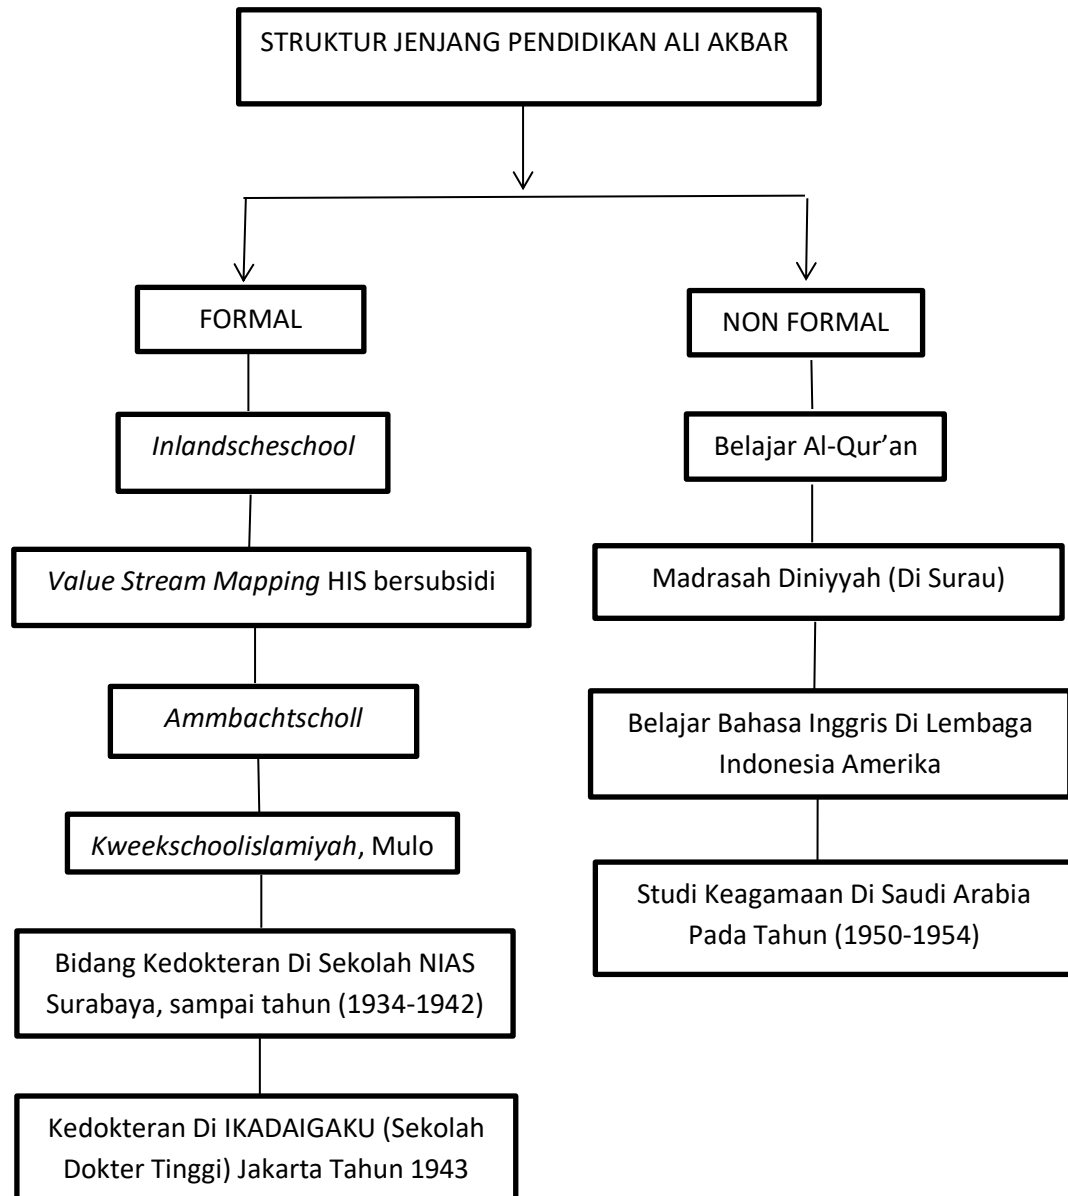 STRUKTUR JENJANG PENDIDIKAN ALI AKBAR
FORMAL
Inlandscheschool
Value Stream Mapping HIS bersubsidi
Ammbachtscholl
Kweekschoolislamiyah, Mulo
Bidang Kedokteran Di Sekolah NIAS
Surabaya, sampai tahun (1934-1942)
Kedokteran Di IKADAIGAKU (Sekolah
Dokter Tinggi) Jakarta Tahun 1943
NON FORMAL
Belajar Al-Qur’an
Madrasah Diniyyah (Di Surau)
Belajar Bahasa Inggris Di Lembaga
Indonesia Amerika
Studi Keagamaan Di Saudi Arabia
Pada Tahun (1950-1954)